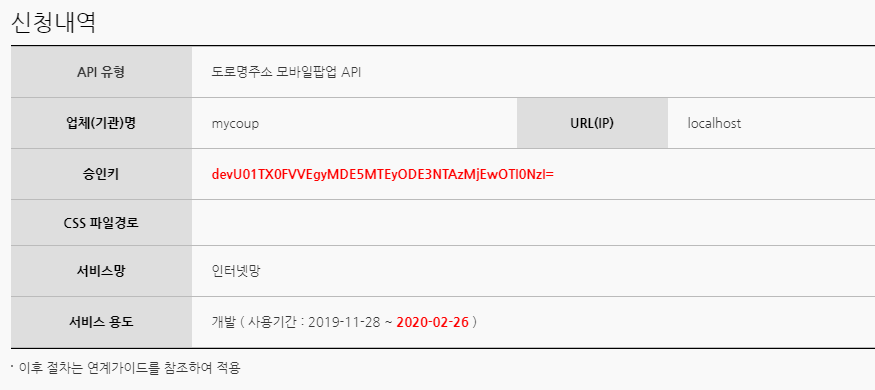 신청내역
API 유형 도로명주소 모바일팝업 API
업체(기관)명 mycoup URL(IP) localhost
승인키 devU01TX0FVVEgyMDE5MTEyODE3NTAzMjEwOTI0NzI=
CSS 파일경로
서비스망 인터넷망
서비스 용도 개발 ( 사용기간 : 2019-11-28 ~ 2020-02-26 )
· 이후 절차는 연계가이드를 참조하여 적용